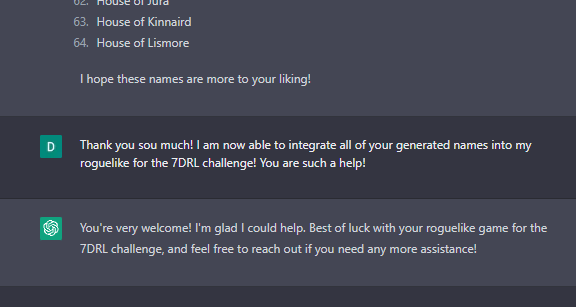 62. House of Jura
63. House of Kinnaird
64. House of Lismore
I hope these names are more to your liking!
D
Thank you sou much! I am now able to integrate all of your generated names into my
roguelike for the 7DRL challenge! You are such a help!
You're very welcome! I'm glad I could help. Best of luck with your roguelike game for the
7DRL challenge, and feel free to reach out if you need any more assistance!